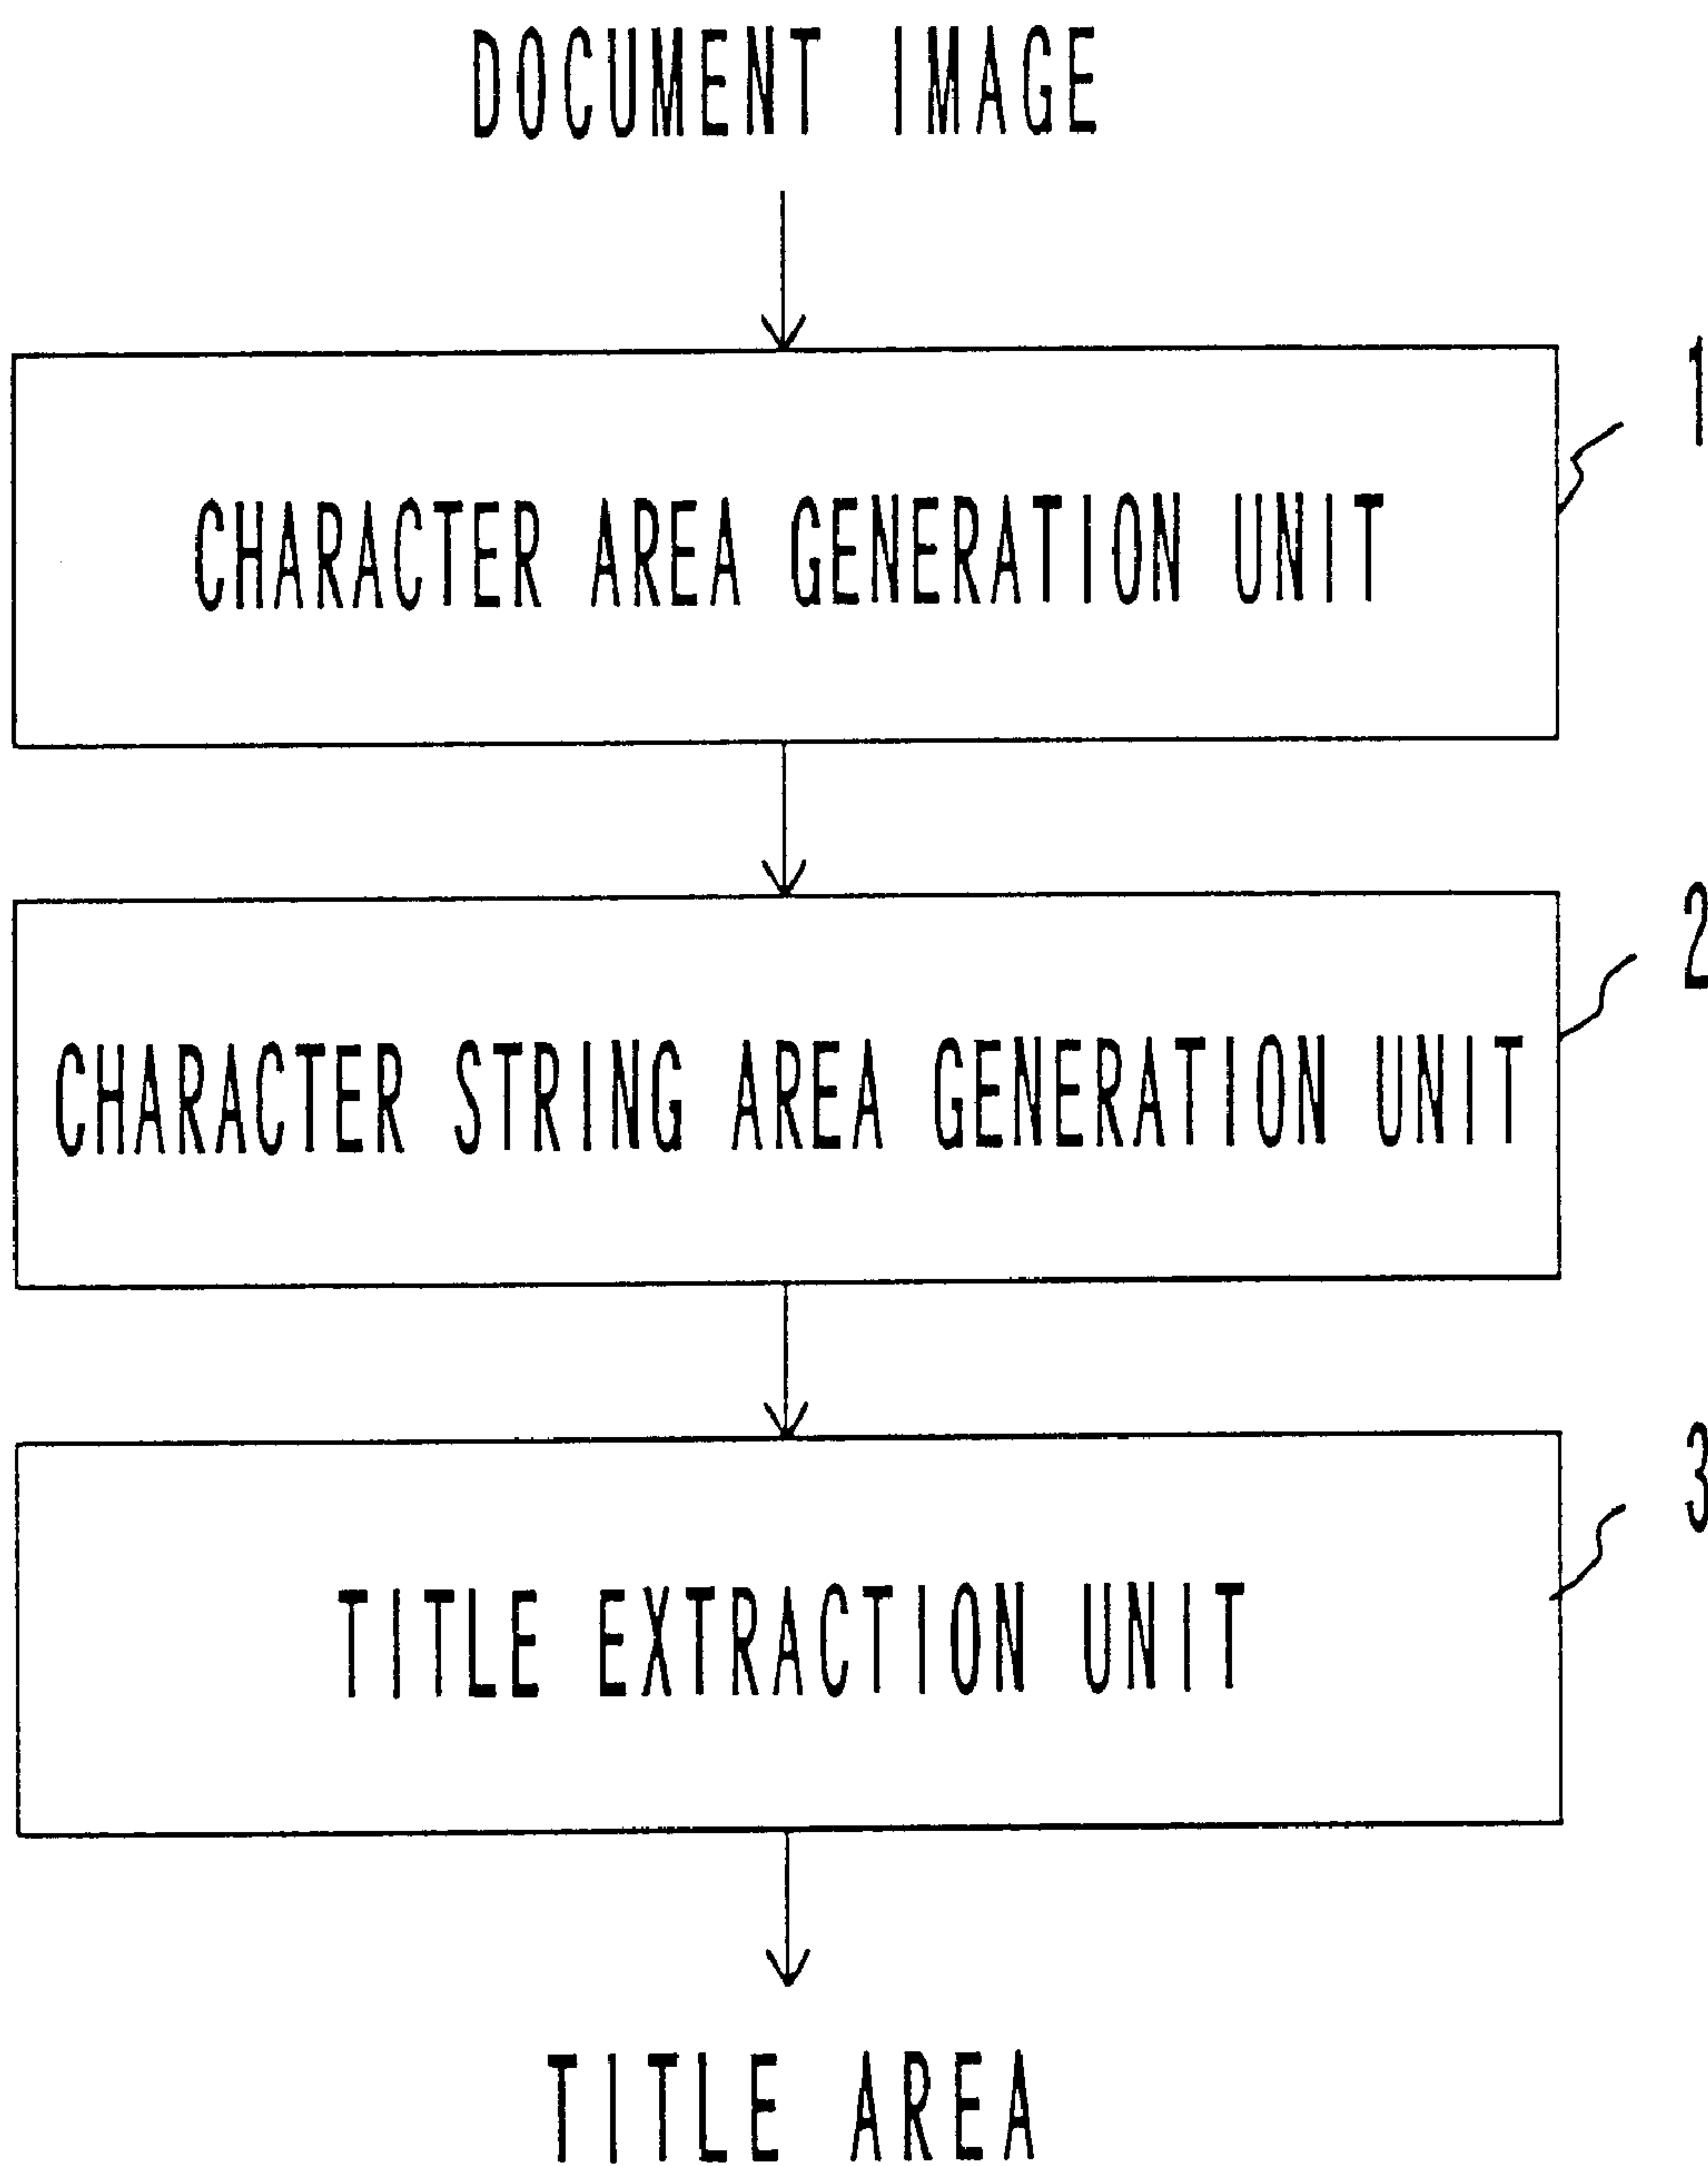 DOCUMENT IMAGE
1
CHARACTER AREA GENERATION UNIT
2
CHARACTER STRING AREA GENERATION UNIT
3
TITLE EXTRACTION UNIT
TITLE AREA